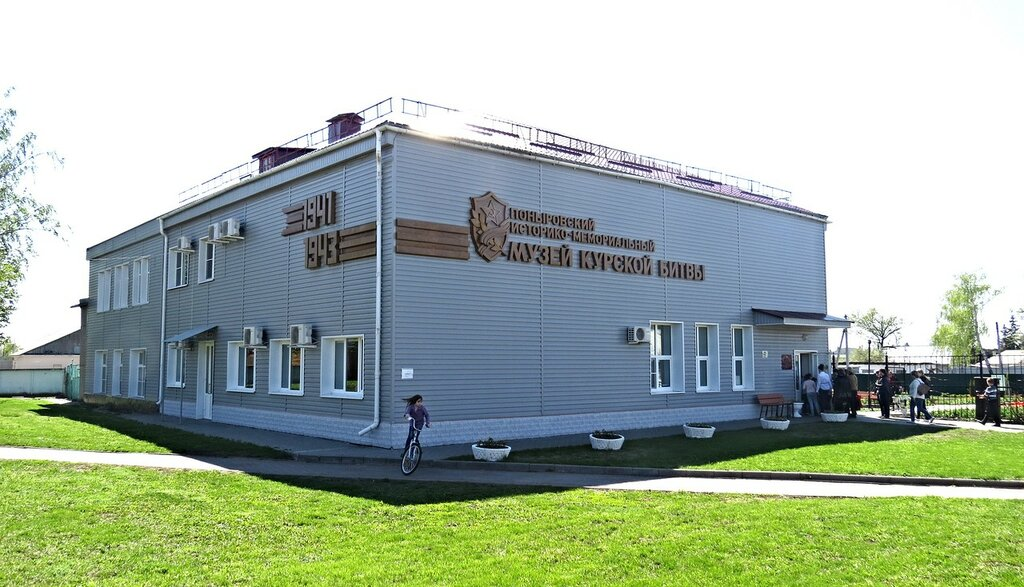 1941
1943
ПОНЫРОВСКИЙ
ИСТОРИКО-МЕМОРИАЛЬНЫЙ
МУЗЕЙ КУРСКОЙ БИТВЫ